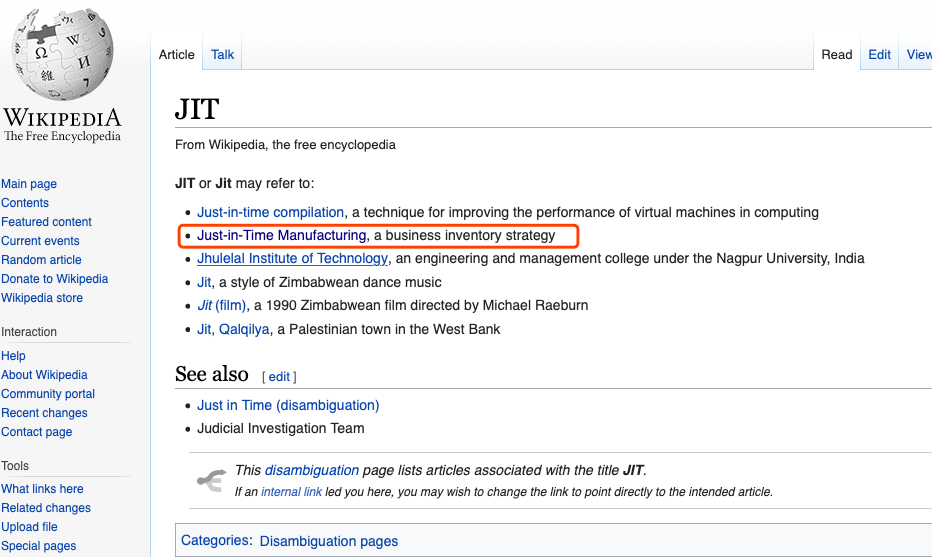 WIKIPEDIA
The Free Encyclopedia
Main page
Contents
Featured content
Current events
Random article
Donate to Wikipedia
Wikipedia store
Interaction
Help
About Wikipedia
Community portal
Recent changes
Contact page
Tools
What links here
Related changes
Upload file
Special pages
Article Talk Read Edit View
JIT
From Wikipedia, the free encyclopedia
JIT or Jit may refer to:
• Just-in-time compilation, a technique for improving the performance of virtual machines in computing
• Just-in-Time Manufacturing, a business inventory strategy
• Jhulelal Institute of Technology, an engineering and management college under the Nagpur University, India
• Jit, a style of Zimbabwean dance music
• Jit (film), a 1990 Zimbabwean film directed by Michael Raeburn
• Jit, Qalqilya, a Palestinian town in the West Bank
See also [ edit ]
• Just in Time (disambiguation)
• Judicial Investigation Team
This disambiguation page lists articles associated with the title JIT.
If an internal link led you here, you may wish to change the link to point directly to the intended article.
Categories: Disambiguation pages